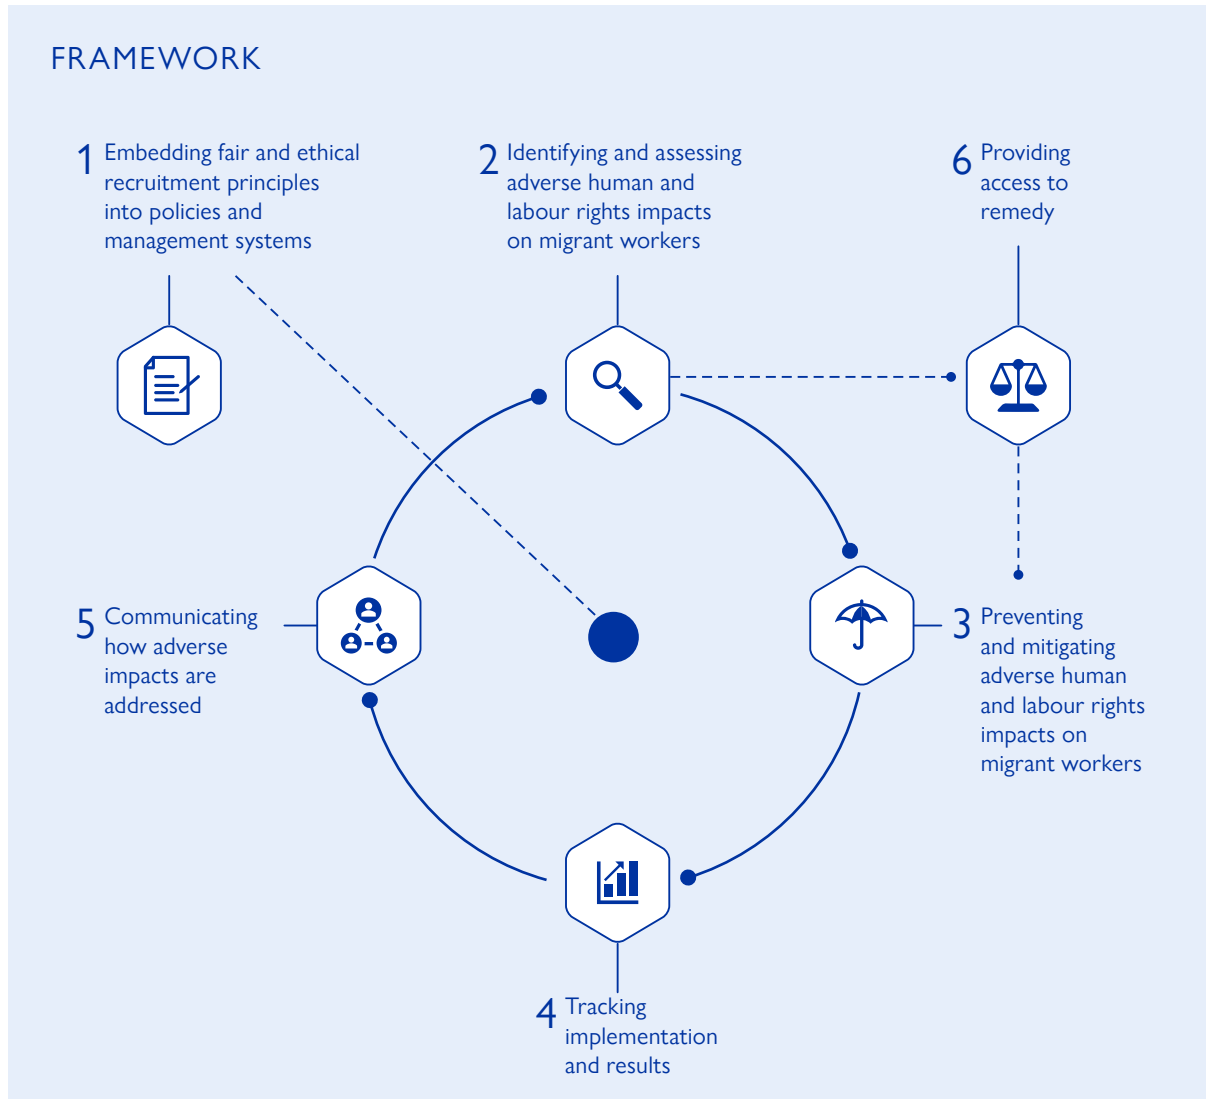 FRAMEWORK
1 Embedding fair and ethical
recruitment principles
into policies and
management systems
2 Identifying and assessing
adverse human and
labour rights impacts
on migrant workers
6 Providing
access to
remedy
5 Communicating
how adverse
impacts are
addressed
3 Preventing
and mitigating
adverse human
and labour rights
impacts on
migrant workers
4 Tracking
implementation
and results